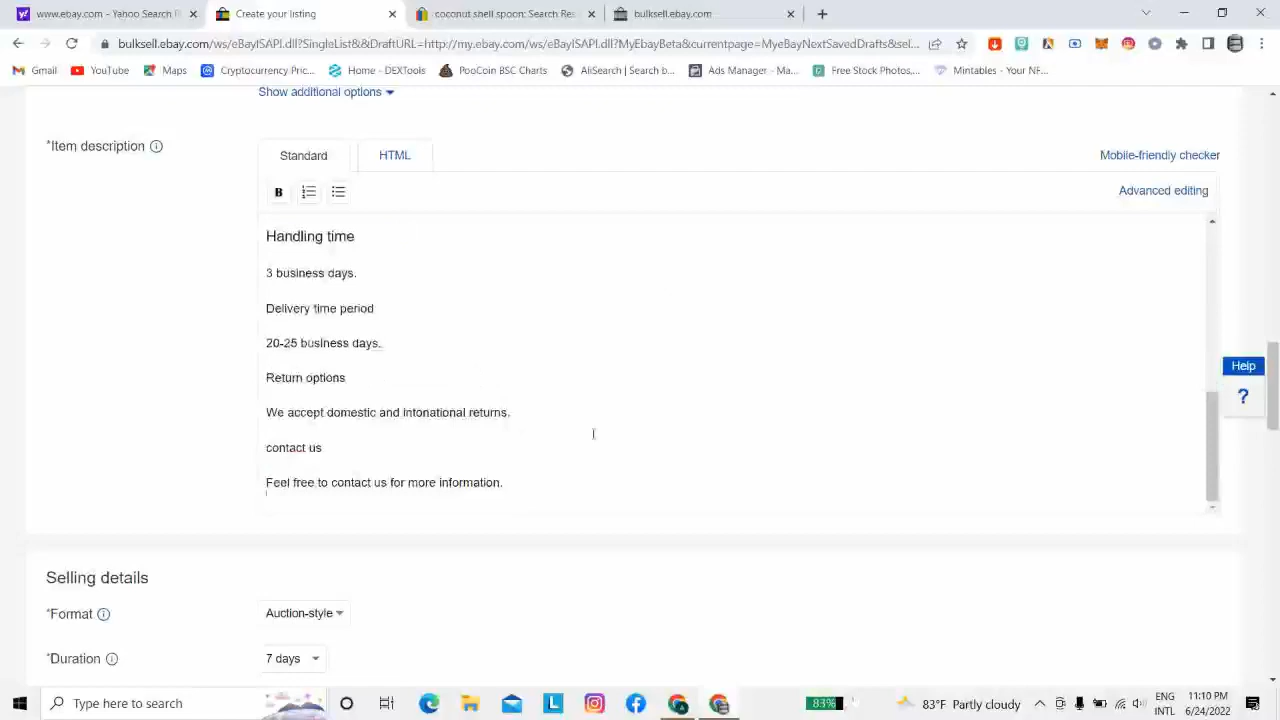 www.ebay.com - Yahoo Search R
Create your listing
coconut shell spoon: Search Res
bulksell.ebay.com
bulksell.ebay.com/ws/eBayISAPI.dll?SingleList&&DraftURL=http://my.ebay.com/ws/eBayISAPI.dll?MyEbayBeta&currentpage=MyeBayNextSavedDrafts&sel...
Gmail
YouTube
Maps
Cryptocurrency Pric...
Home - DEXTools
PooCoin BSC Charts
AliSearch | Search b...
Ads Manager - Ma...
Free Stock Photos,...
Mintables - Your NF...
Show additional options
*Item description
Standard
HTML
Mobile-friendly checker
B
Advanced editing
Handling time
3 business days.
Delivery time period
20-25 business days.
Return options
We accept domestic and intonational returns.
contact us
Feel free to contact us for more information.
Help
?
Selling details
*Format
Auction-style
*Duration
7 days
Type here to search
83%
83°F Partly cloudy
ENG
INTL
11:10 PM
6/24/2022